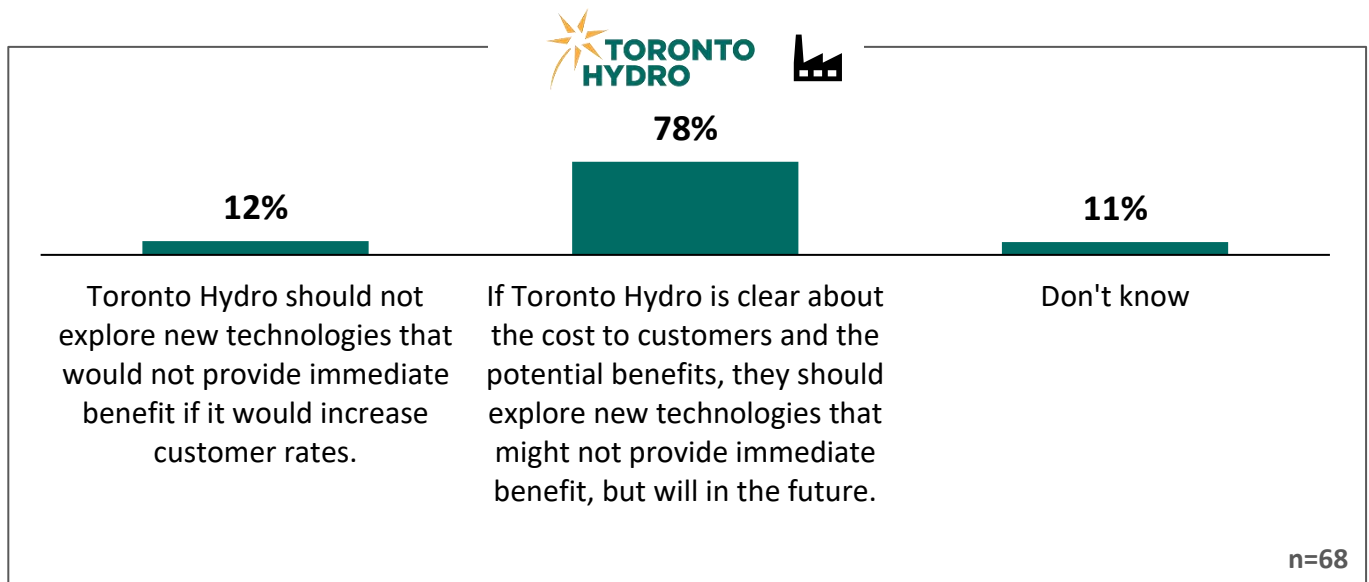 TORONTO
HYDRO
78%
12%
11%
Toronto Hydro should not
explore new technologies that
would not provide immediate
benefit if it would increase
customer rates.
If Toronto Hydro is clear about
the cost to customers and the
potential benefits, they should
explore new technologies that
might not provide immediate
benefit, but will in the future.
Don't know
n=68